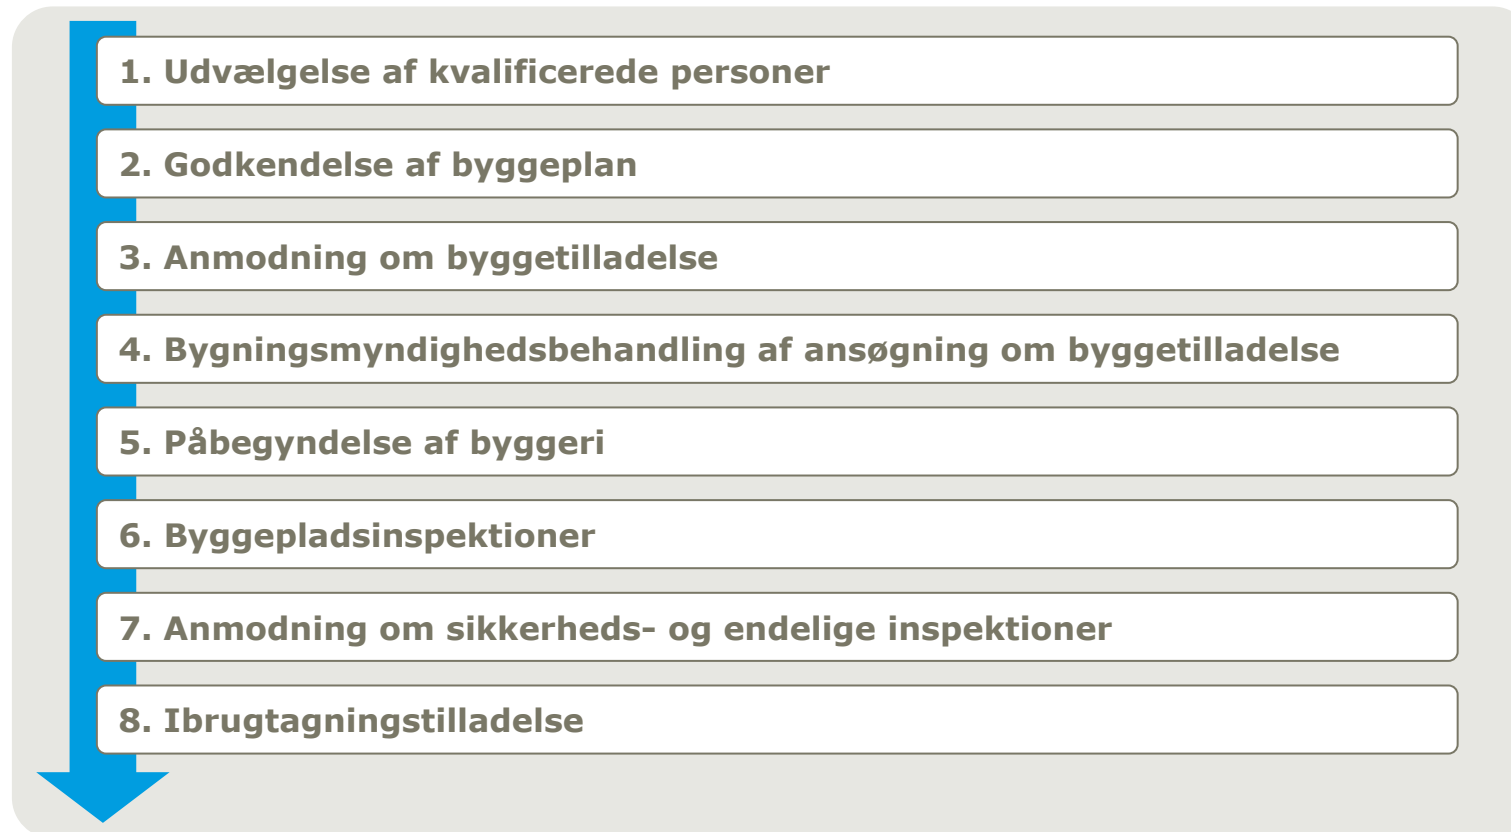 1. Udvælgelse af kvalificerede personer
2. Godkendelse af byggeplan
3. Anmodning om byggetilladelse
4. Bygningsmyndighedsbehandling af ansøgning om byggetilladelse
5. Påbegyndelse af byggeri
6. Byggepladsinspektioner
7. Anmodning om sikkerheds- og endelige inspektioner
8. Ibrugtagningstilladelse